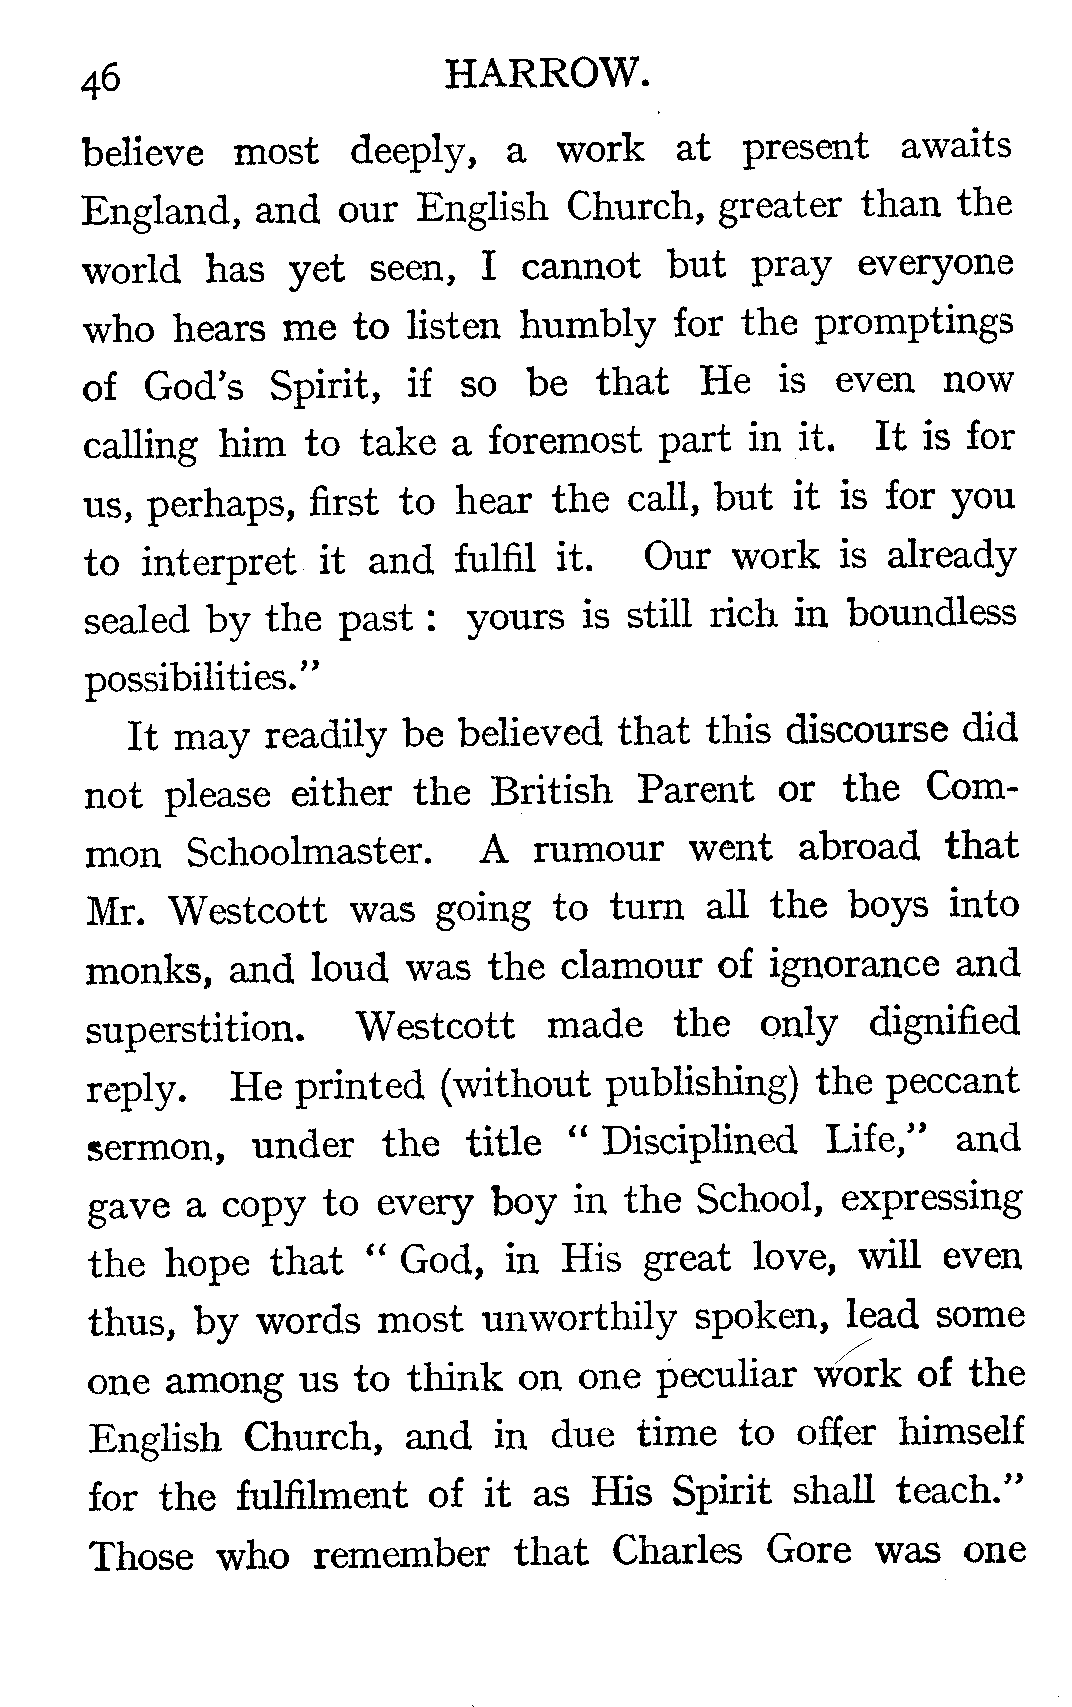 46 HARROW.
believe most deeply, a work at present awaits
England, and our English Church, greater than the
world has yet seen, I cannot but pray everyone
who hears me to listen humbly for the promptings
of God's Spirit, if so be that He is even now
calling him to take a foremost part in it. It is for
us, perhaps, first to hear the call, but it is for you
to interpret it and fulfil it. Our work is already
sealed by the past : yours is still rich in boundless
possibilities."
It may readily be believed that this discourse did
not please either the British Parent or the Com-
mon Schoolmaster. A rumour went abroad that
Mr. Westcott was going to turn all the boys into
monks, and loud was the clamour of ignorance and
superstition. Westcott made the only dignified
reply. He printed (without publishing) the peccant
sermon, under the title " Disciplined Life," and
gave a copy to every boy in the School, expressing
the hope that " God, in His great love, will even
thus, by words most unworthily spoken, lead some
one among us to think on one peculiar work of the
English Church, and in due time to offer himself
for the fulfilment of it as His Spirit shall teach."
Those who remember that Charles Gore was one